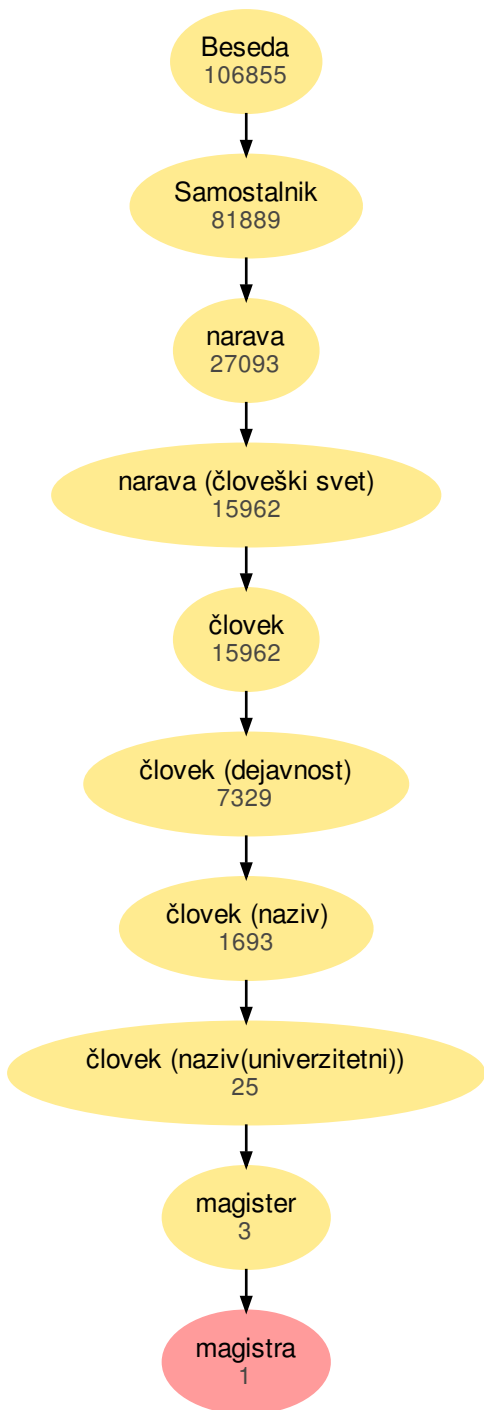 Beseda
106855
Samostalnik
81889
narava
27093
narava (človeški svet)
15962
človek
15962
človek (dejavnost)
7329
človek (naziv)
1693
človek (naziv(univerzitetni))
25
magister
3
magistra
1